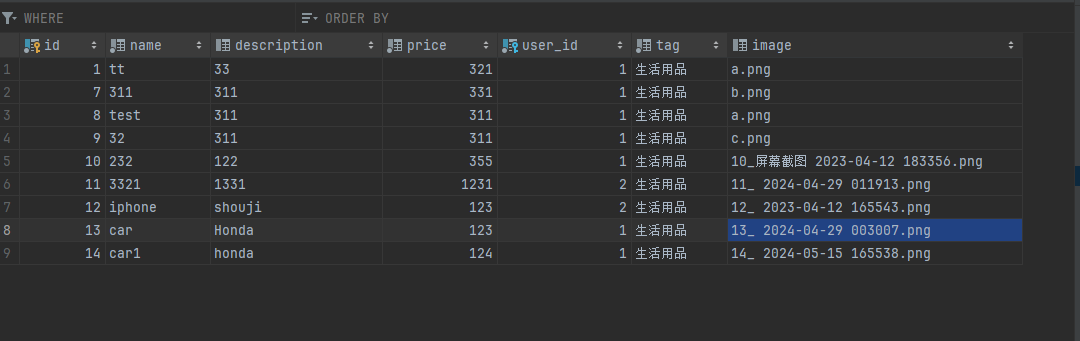 WHERE ORDER BY
id name description price user_id tag image
1 1 tt 33 321 1 生活用品 a.png
2 7 311 311 331 1 生活用品 b.png
3 8 test 311 311 1 生活用品 a.png
4 9 32 311 311 1 生活用品 c.png
5 10 232 122 355 1 生活用品 10_屏幕截图 2023-04-12 183356.png
6 11 3321 1331 1231 2 生活用品 11_ 2024-04-29 011913.png
7 12 iphone shouji 123 2 生活用品 12_ 2023-04-12 165543.png
8 13 car Honda 123 1 生活用品 13_ 2024-04-29 003007.png
9 14 car1 honda 124 1 生活用品 14_ 2024-05-15 165538.png